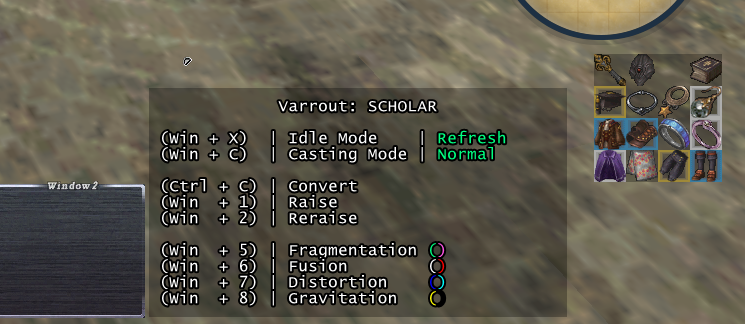 Varrout: SCHOLAR
(Win + X) | Idle Mode | Refresh
(Win + C) | Casting Mode | Normal
(Ctrl + C) | Convert
(Win + 1) | Raise
(Win + 2) | Reraise
Window 2
(Win + 5) | Fragmentation
(Win + 6) | Fusion
(Win + 7) | Distortion
(Win + 8) | Gravitation